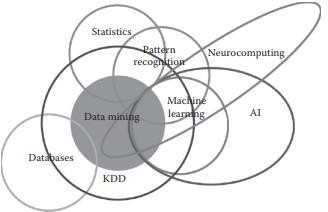 Statistics
Pattern
recognition
Neurocomputing
Machine
learning
Data mining
AI
Databases
KDD